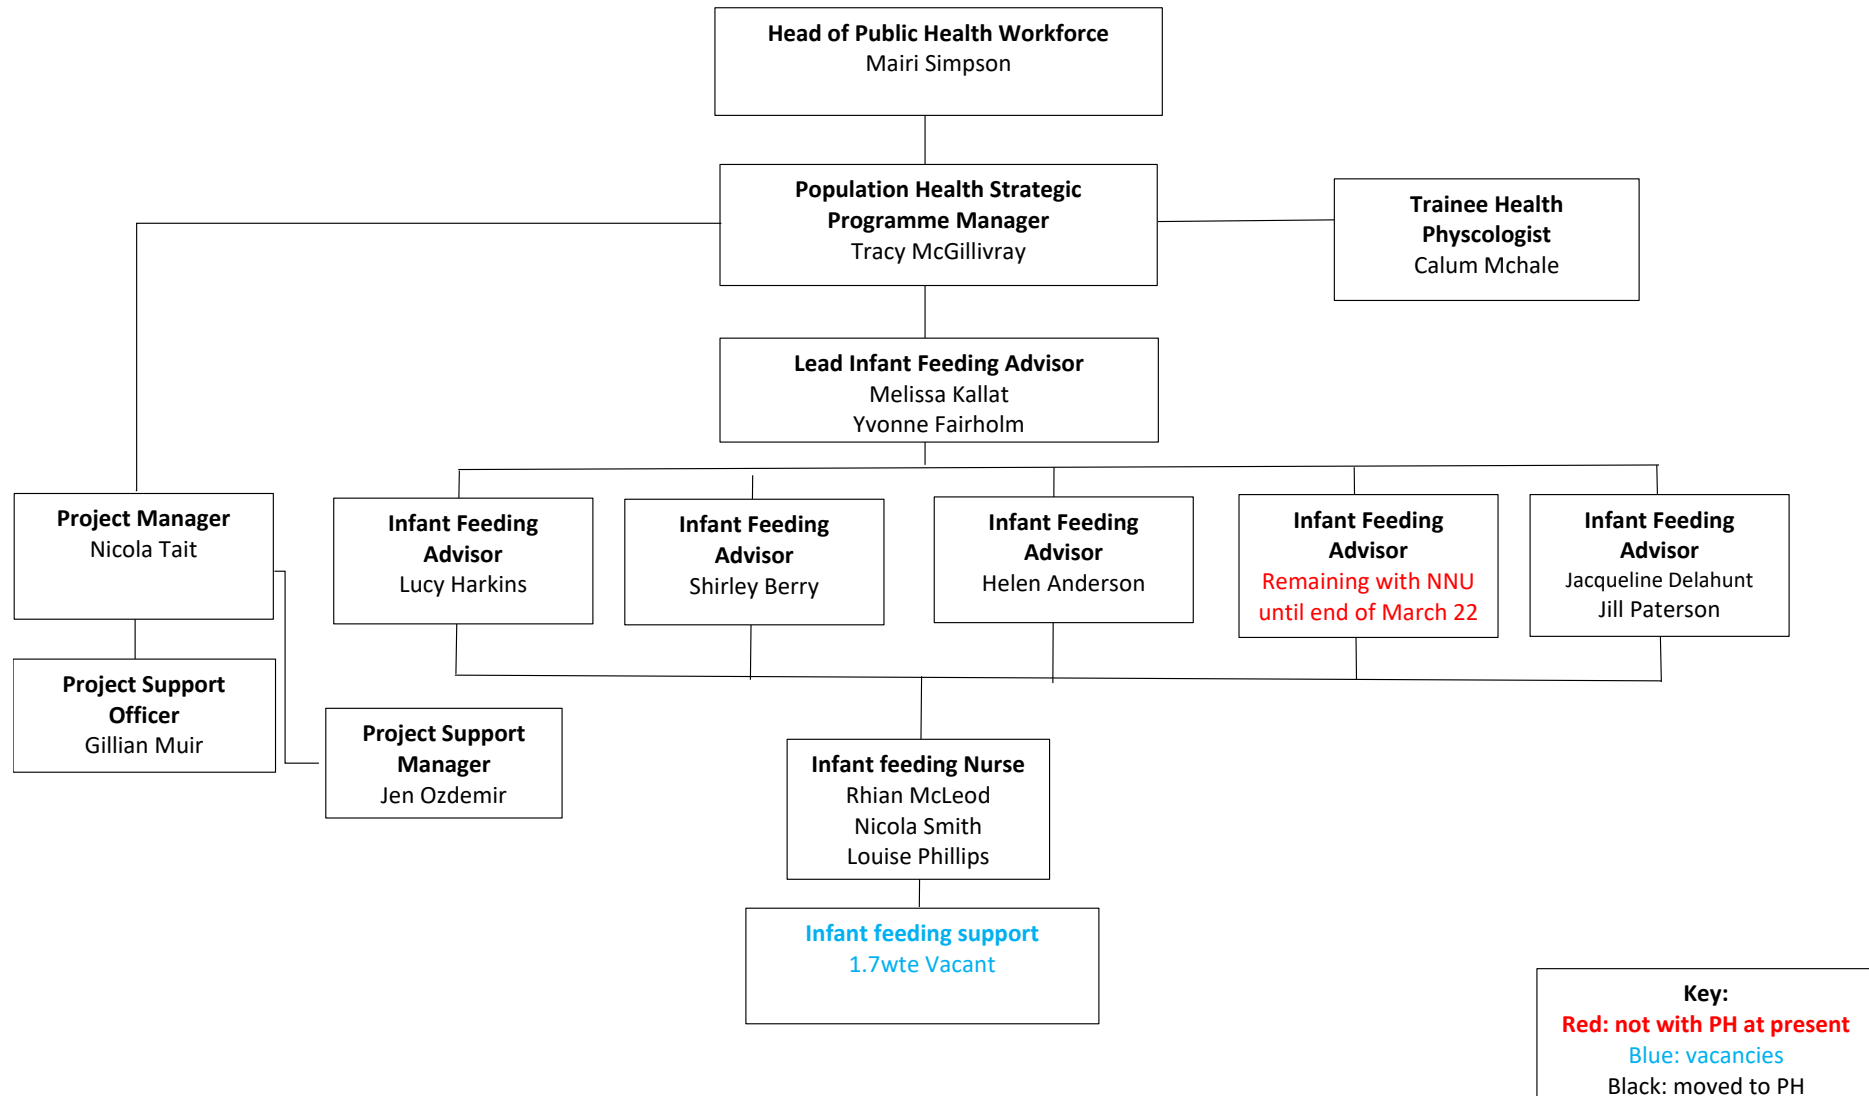 Head of Public Health Workforce
Mairi Simpson
Population Health Strategic
Programme Manager
Tracy McGillivray
Trainee Health
Physcologist
Calum Mchale
Lead Infant Feeding Advisor
Melissa Kallat
Yvonne Fairholm
Project Manager
Nicola Tait
Infant Feeding
Advisor
Lucy Harkins
Infant Feeding
Advisor
Shirley Berry
Infant Feeding
Advisor
Helen Anderson
Infant Feeding
Advisor
Remaining with NNU
until end of March 22
Infant Feeding
Advisor
Jacqueline Delahunt
Jill Paterson
Project Support
Officer
Gillian Muir
Project Support
Manager
Jen Ozdemir
Infant feeding Nurse
Rhian McLeod
Nicola Smith
Louise Phillips
Infant feeding support
1.7wte Vacant
Key:
Red: not with PH at present
Blue: vacancies
Black: moved to PH